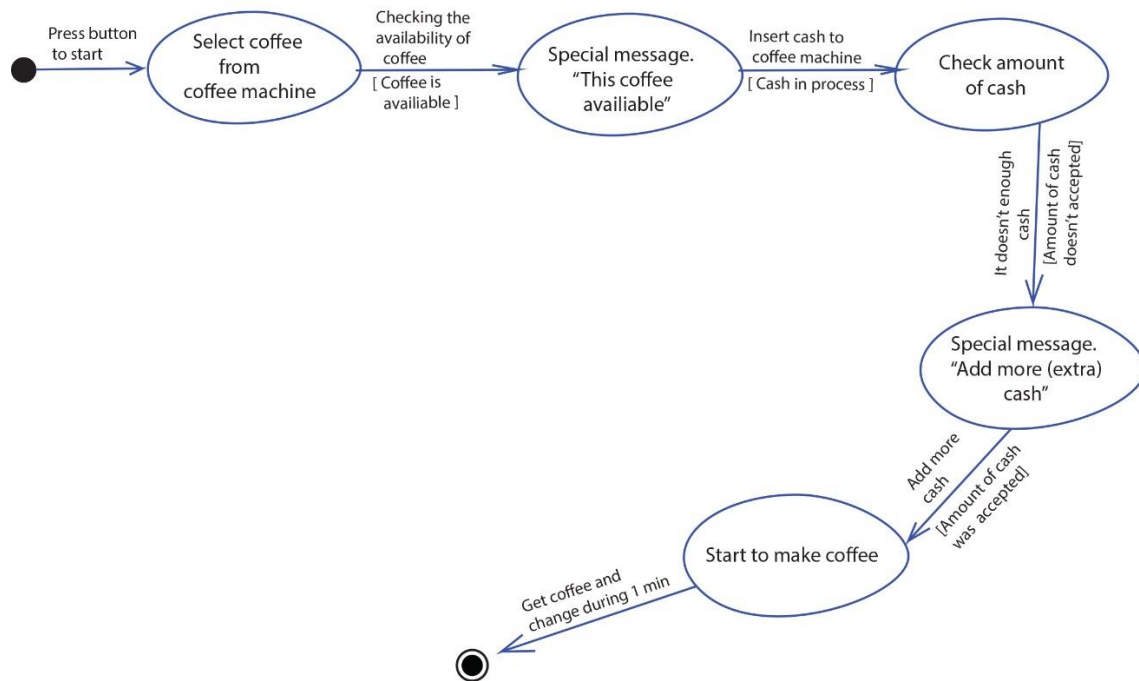 Press button
to start
Select coffee
from
coffee machine
Checking the
availability of
coffee
[ Coffee is
availiable ]
Special message.
“This coffee
availiable”
Insert cash to
coffee machine
[ Cash in process ]
Check amount
of cash
It doesn’t enough
cash
[Amount of cash
doesn’t accepted]
Special message.
“Add more (extra)
cash”
Add more
cash
[Amount of cash
was accepted]
Start to make coffee
Get coffee and
change during 1 min